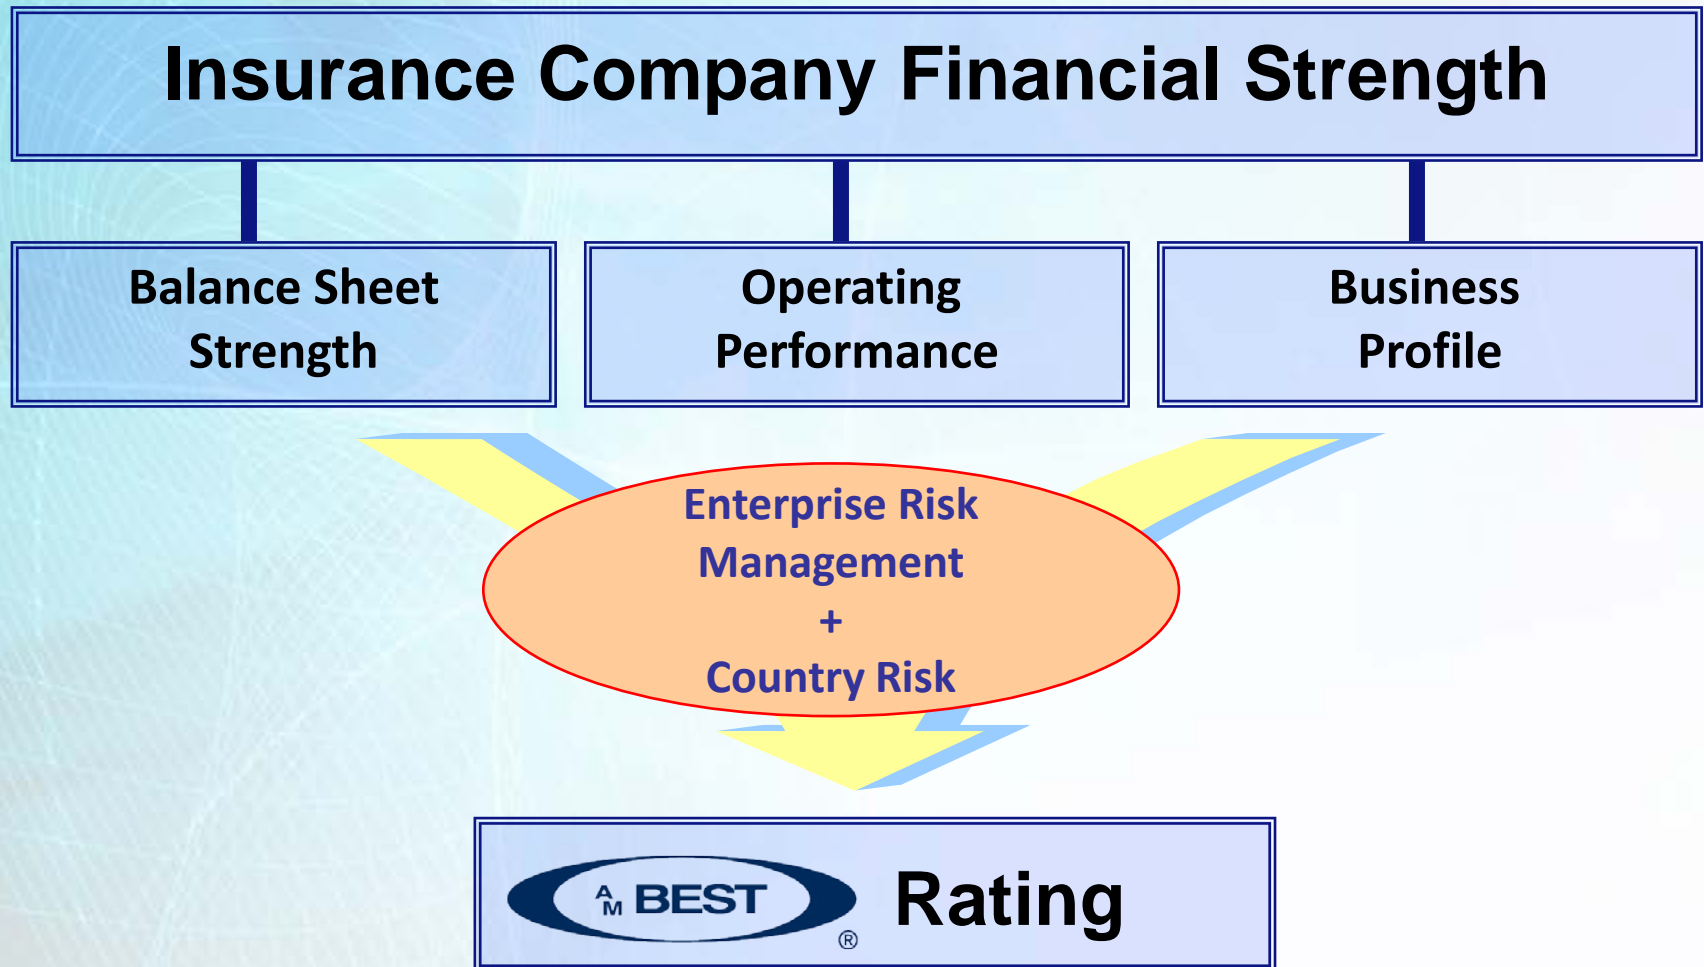 Insurance Company Financial Strength
Balance Sheet
Strength
Operating
Performance
Business
Profile
Enterprise Risk
Management
+
Country Risk
AM BEST ® Rating